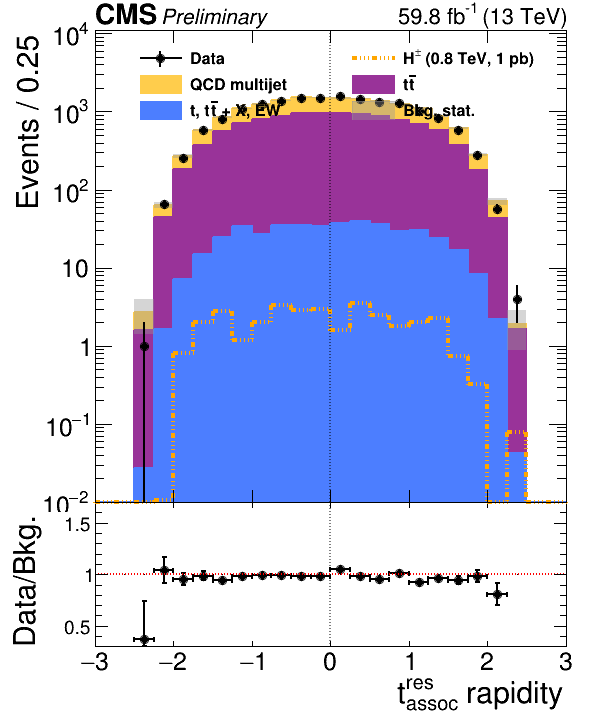 CMS Preliminary 59.8 fb⁻¹ (13 TeV)
Data
H± (0.8 TeV, 1 pb)
QCD multijet
tt̄
t, tt̄ + X, EW
Bkg. stat.
Events / 0.25
10⁴
10³
10²
10
1
10⁻¹
10⁻²
Data/Bkg.
1.5
1
0.5
−3 −2 −1 0 1 2 3
t^res_assoc rapidity